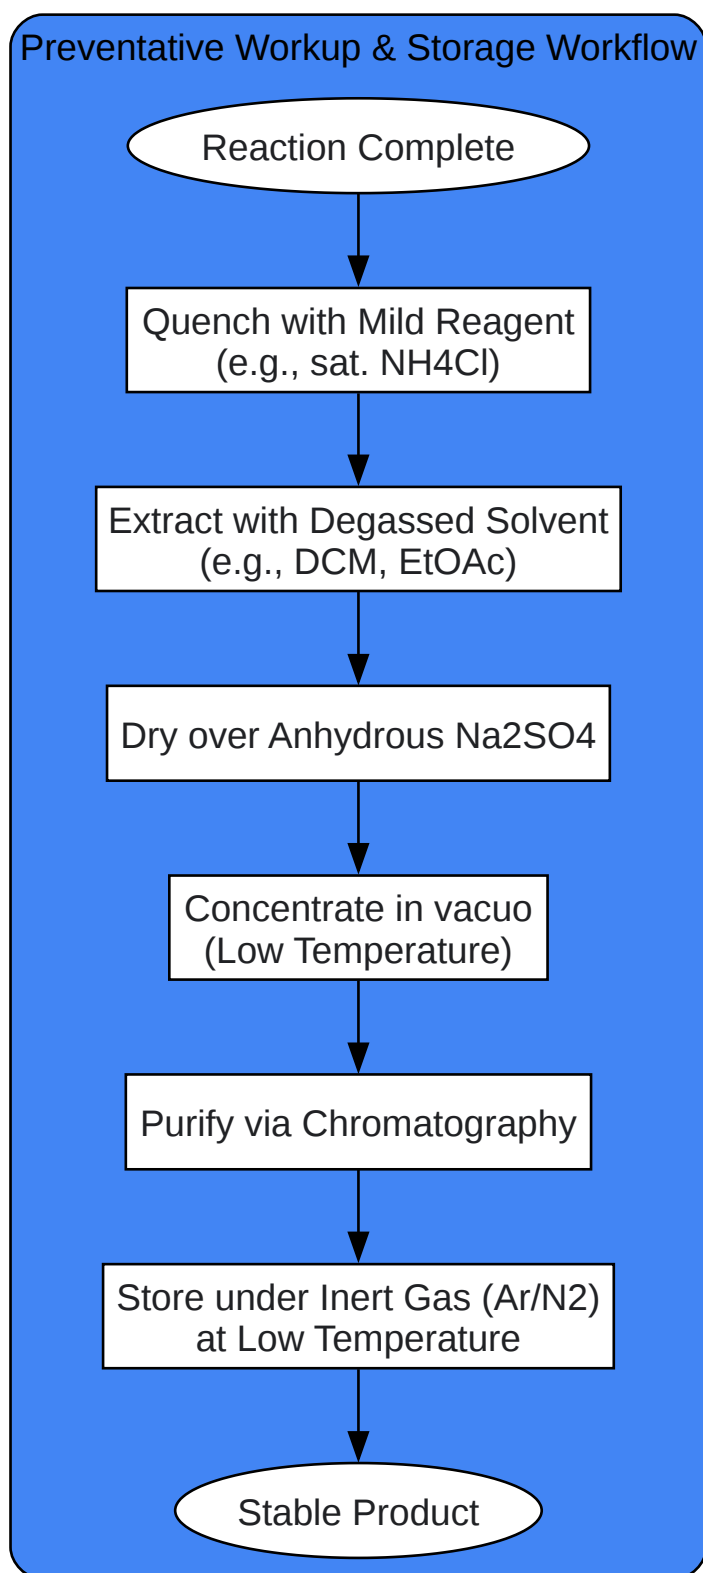 Preventative Workup & Storage Workflow
Reaction Complete
Quench with Mild Reagent
(e.g., sat. NH4Cl)
Extract with Degassed Solvent
(e.g., DCM, EtOAc)
Dry over Anhydrous Na2SO4
Concentrate in vacuo
(Low Temperature)
Purify via Chromatography
Store under Inert Gas (Ar/N2)
at Low Temperature
Stable Product